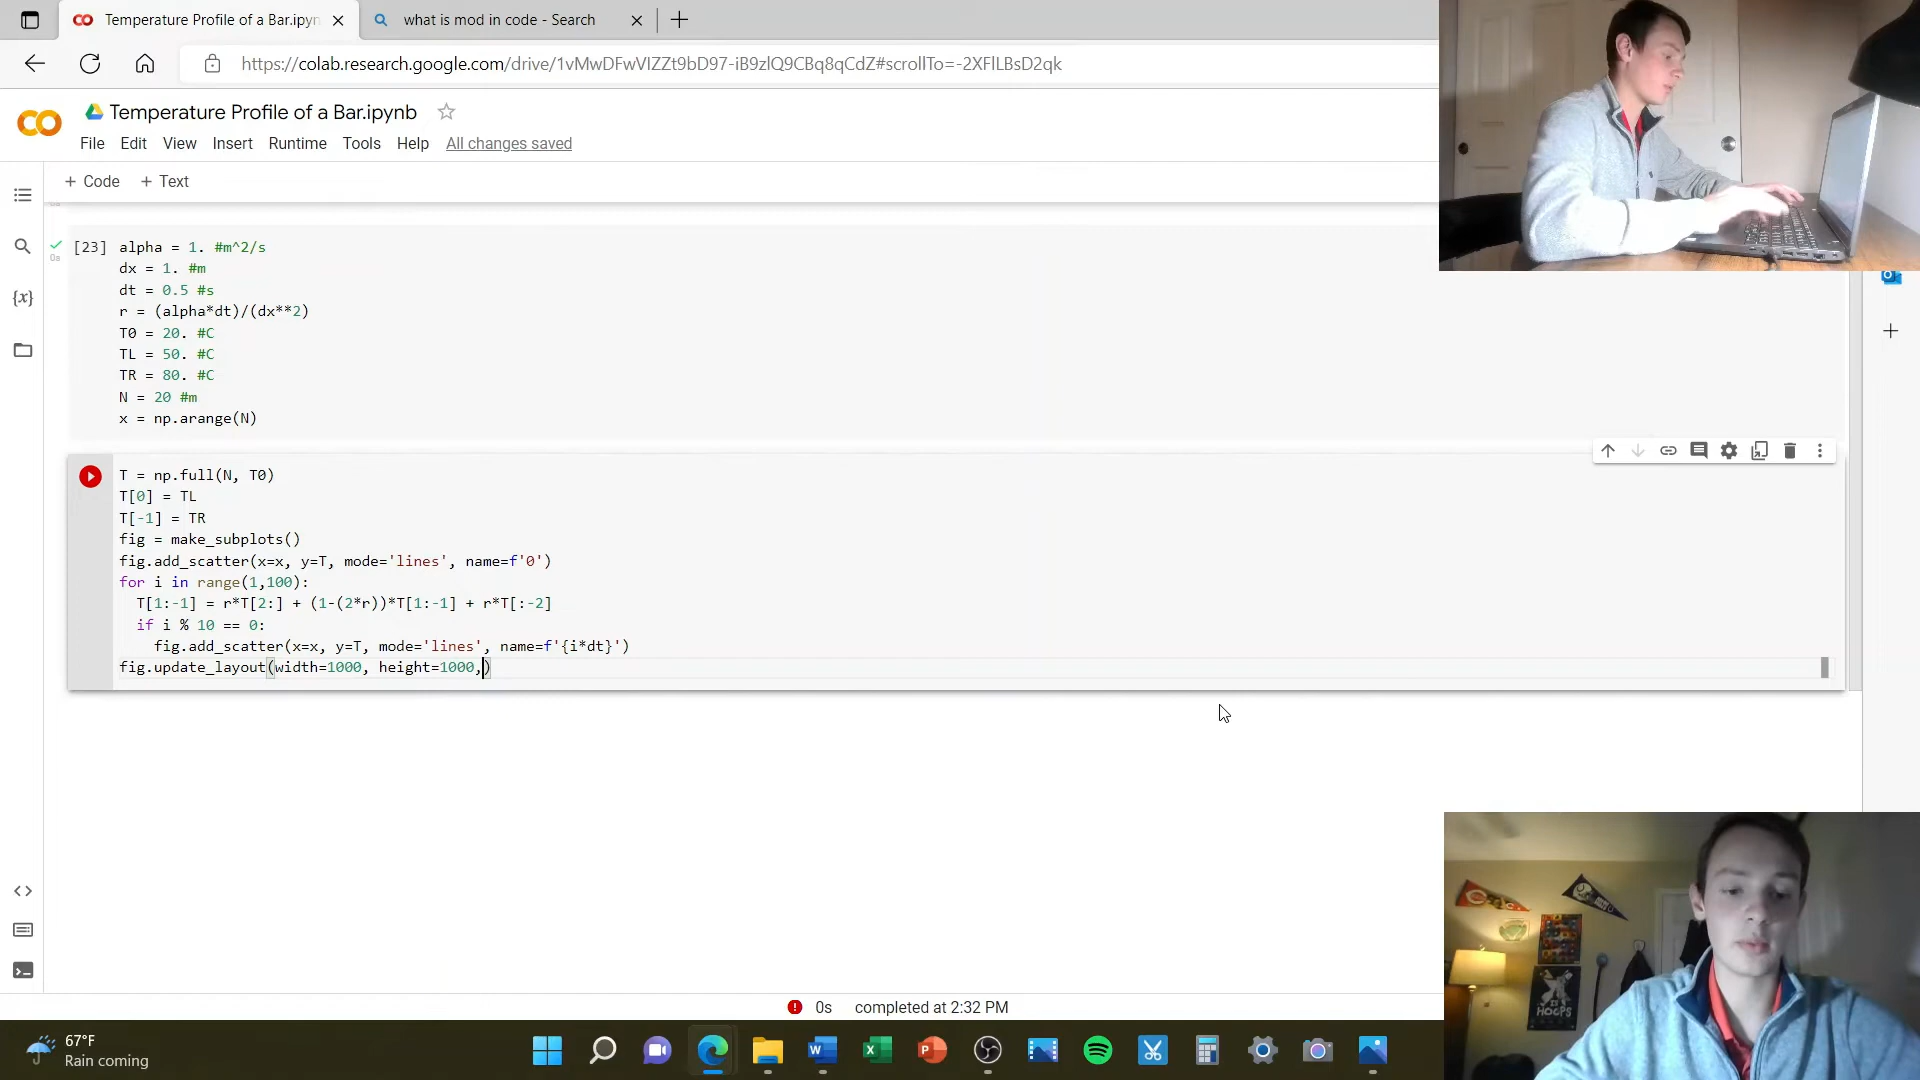 Temperature Profile of a Bar.ipyn
what is mod in code - Search
https://colab.research.google.com/drive/1vMwDFwVIZZt9bD97-iB9zlQ9CBq8qCdZ#scrollTo=-2XFlLBsD2qk
Temperature Profile of a Bar.ipynb
File Edit View Insert Runtime Tools Help All changes saved
+ Code + Text
[23] alpha = 1. #m^2/s
0s
dx = 1. #m
dt = 0.5 #s
r = (alpha*dt)/(dx**2)
T0 = 20. #C
TL = 50. #C
TR = 80. #C
N = 20 #m
x = np.arange(N)
T = np.full(N, T0)
T[0] = TL
T[-1] = TR
fig = make_subplots()
fig.add_scatter(x=x, y=T, mode='lines', name=f'0')
for i in range(1,100):
T[1:-1] = r*T[2:] + (1-(2*r))*T[1:-1] + r*T[:-2]
if i % 10 == 0:
fig.add_scatter(x=x, y=T, mode='lines', name=f'{i*dt}')
fig.update_layout(width=1000, height=1000,)
0s completed at 2:32 PM
67°F
Rain coming
Reds
HOOPS